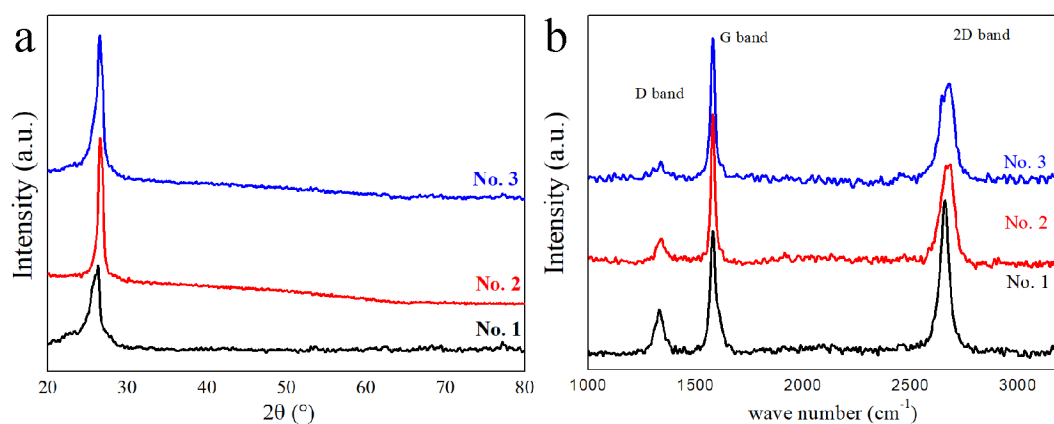 a
Intensity (a.u.)
No. 3
No. 2
No. 1
20 30 40 50 60 70 80
2θ (°)
b
Intensity (a.u.)
G band
2D band
D band
No. 3
No. 2
No. 1
1000 1500 2000 2500 3000
wave number (cm⁻¹)